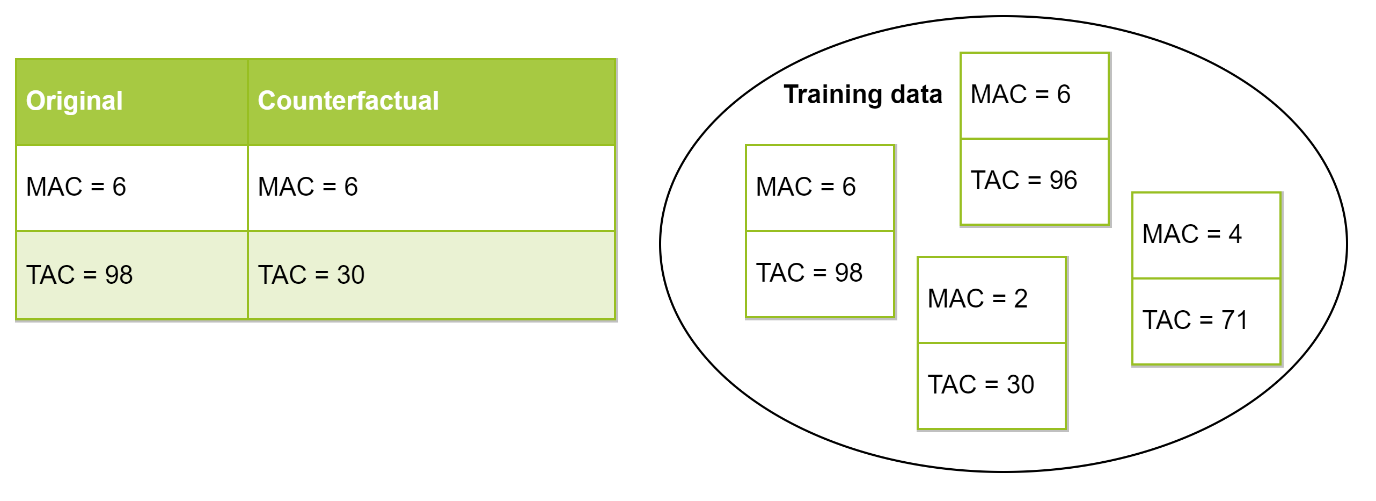 Original
Counterfactual
MAC = 6
MAC = 6
TAC = 98
TAC = 30
Training data
MAC = 6
TAC = 96
MAC = 6
TAC = 98
MAC = 4
TAC = 71
MAC = 2
TAC = 30